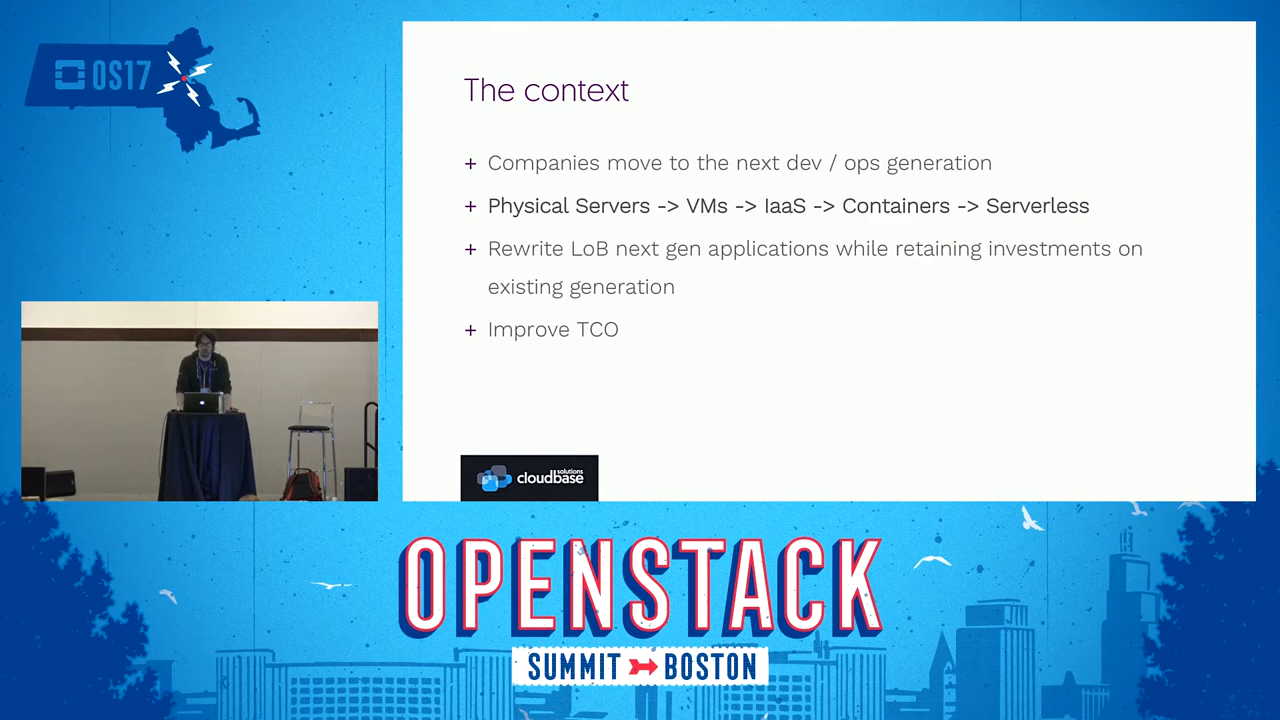 OS17
The context
+ Companies move to the next dev / ops generation
+ Physical Servers -> VMs -> IaaS -> Containers -> Serverless
+ Rewrite LoB next gen applications while retaining investments on
existing generation
+ Improve TCO
cloudbase solutions
OPENSTACK
SUMMIT BOSTON